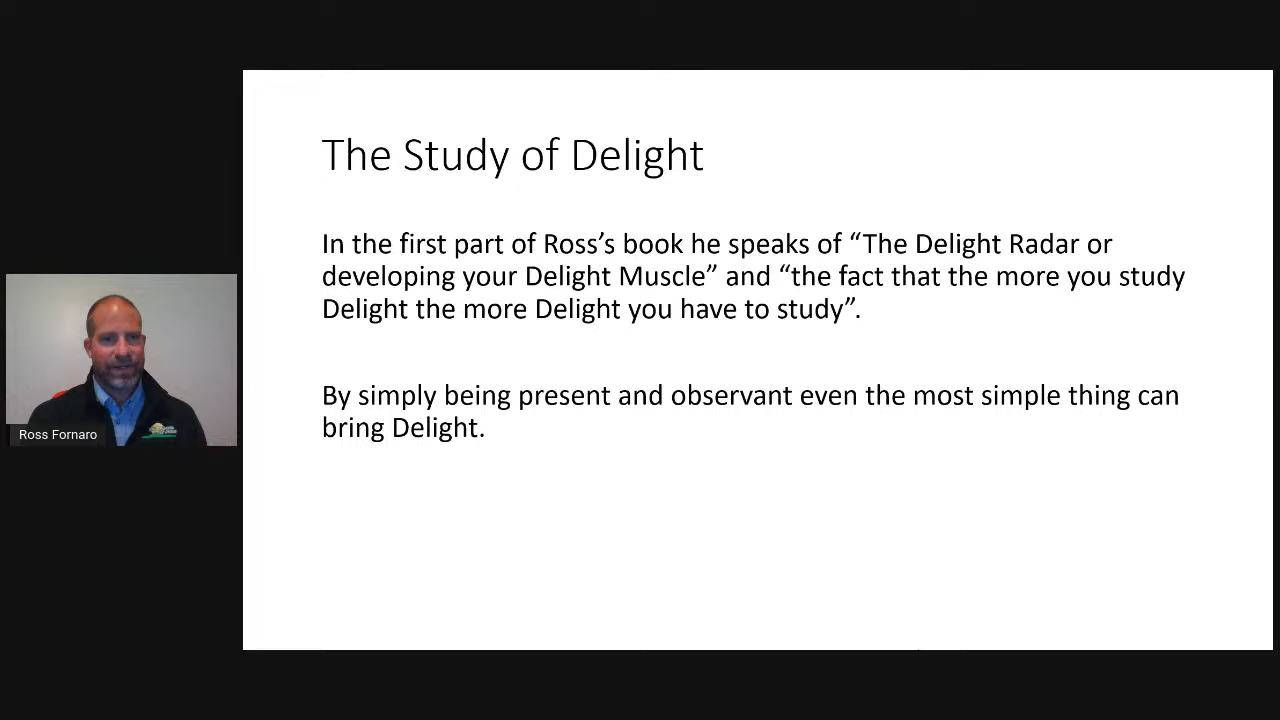 The Study of Delight
In the first part of Ross’s book he speaks of “The Delight Radar or
developing your Delight Muscle” and “the fact that the more you study
Delight the more Delight you have to study”.
By simply being present and observant even the most simple thing can
bring Delight.
Ross Fornaro